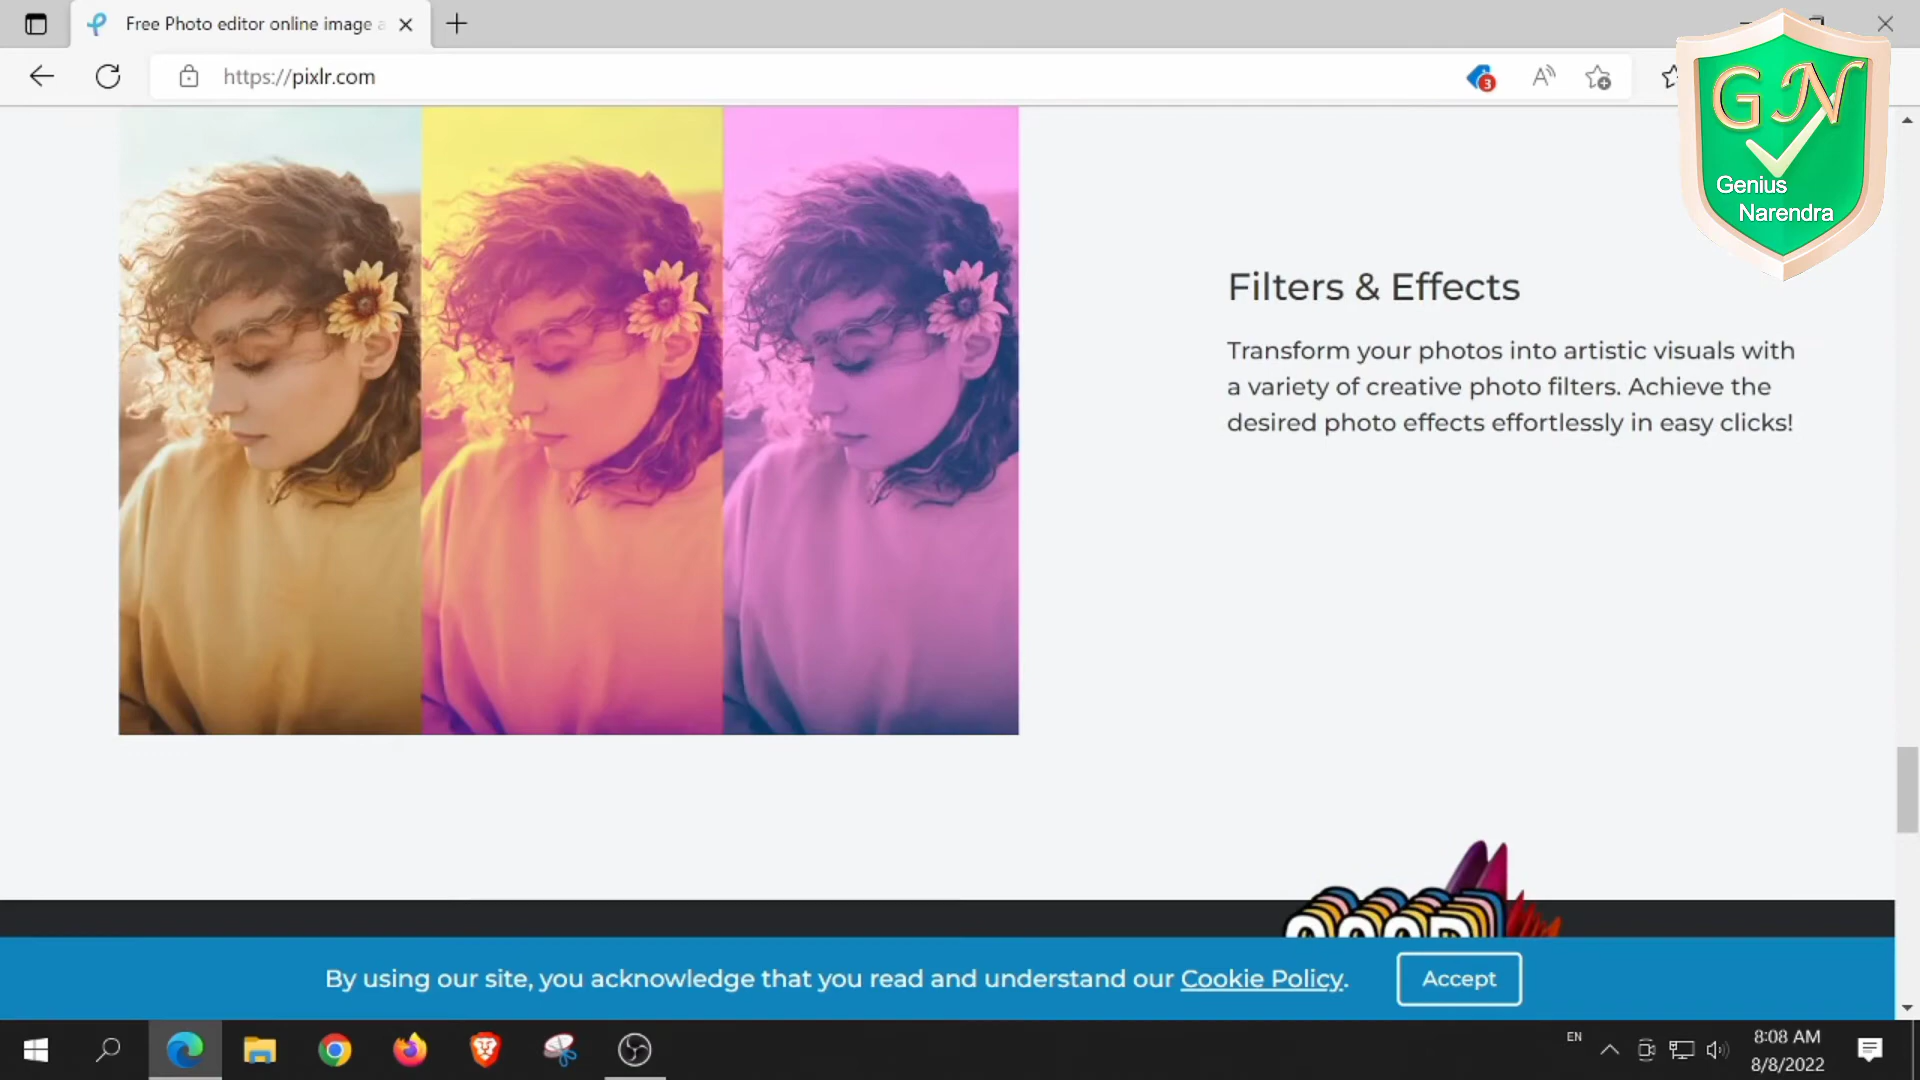 Free Photo editor online image a
https://pixlr.com
3
GN
Genius
Narendra
Filters & Effects
Transform your photos into artistic visuals with
a variety of creative photo filters. Achieve the
desired photo effects effortlessly in easy clicks!
By using our site, you acknowledge that you read and understand our Cookie Policy.
Accept
EN
8:08 AM
8/8/2022